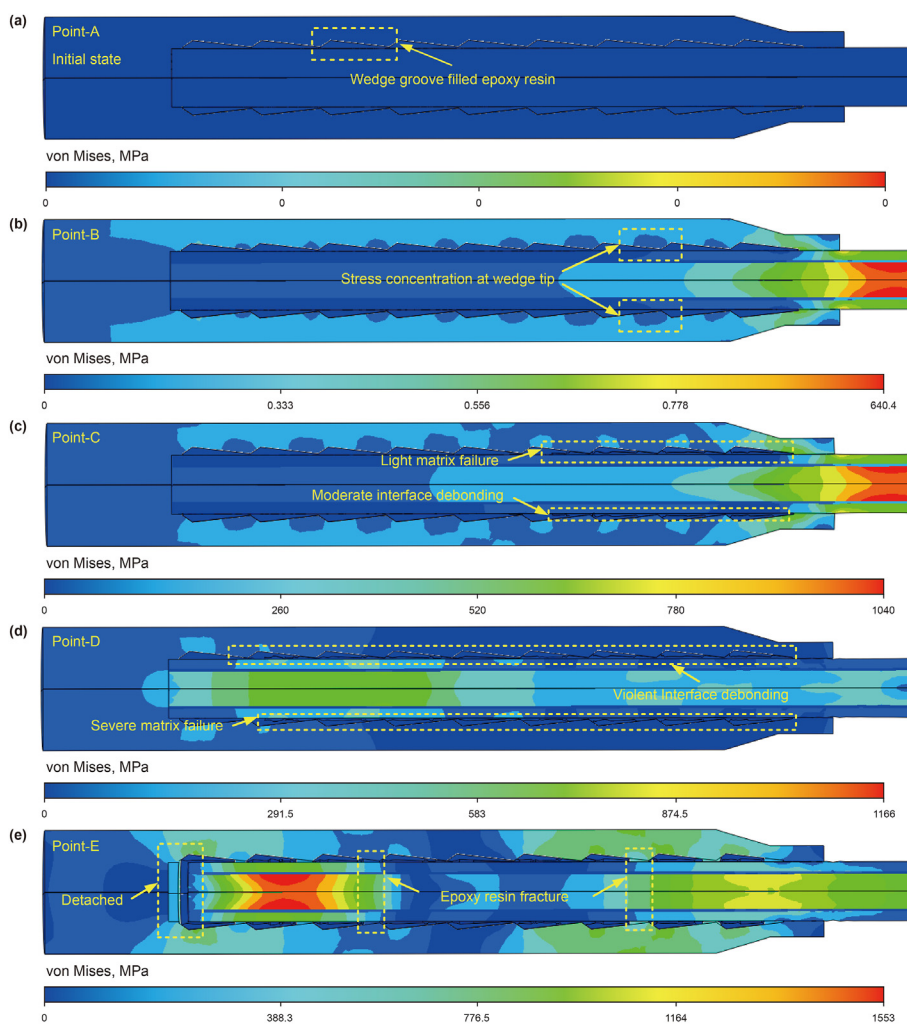 (a)
Point-A
Initial state
Wedge groove filled epoxy resin
von Mises, MPa
0 0 0 0 0
(b)
Point-B
Stress concentration at wedge tip
von Mises, MPa
0 0.333 0.556 0.778 640.4
(c)
Point-C
Light matrix failure
Moderate interface debonding
von Mises, MPa
0 260 520 780 1040
(d)
Point-D
Violent Interface debonding
Severe matrix failure
von Mises, MPa
0 291.5 583 874.5 1166
(e)
Point-E
Detached
Epoxy resin fracture
von Mises, MPa
0 388.3 776.5 1164 1553